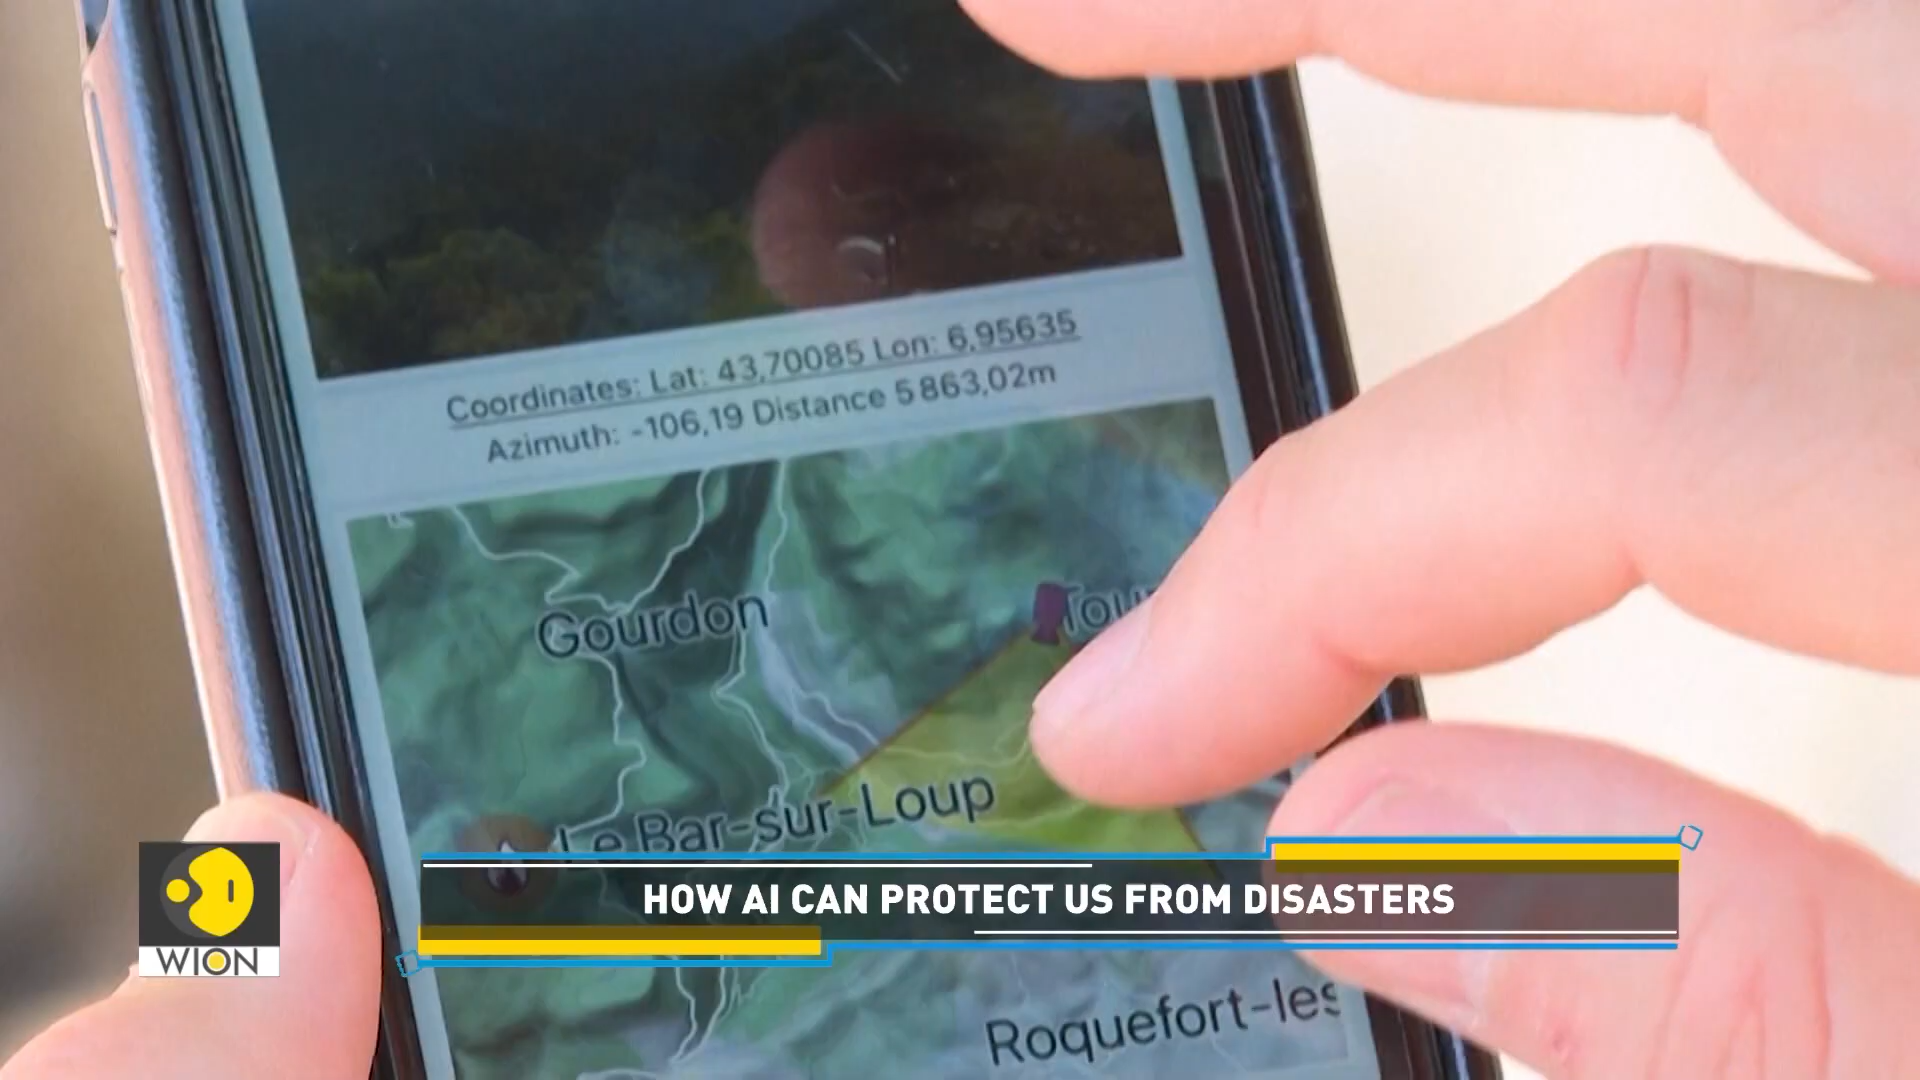 Coordinates: Lat: 43,70085 Lon: 6,95635
Azimuth: -106,19 Distance 5 863,02m
Gourdon
Le Bar-sur-Loup
HOW AI CAN PROTECT US FROM DISASTERS
WION
Roquefort-les